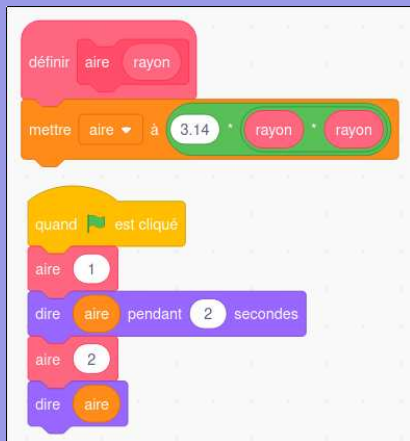 définir aire rayon
mettre aire à 3.14 * rayon * rayon
quand est cliqué
aire 1
dire aire pendant 2 secondes
aire 2
dire aire